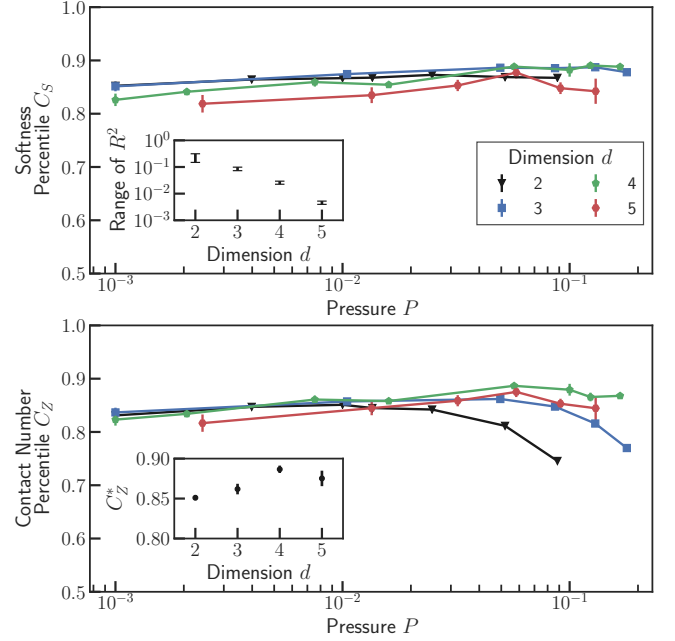 1.0
0.9
0.8
0.7
0.6
0.5
Softness
Percentile C_S
10^0
10^{-1}
10^{-2}
10^{-3}
Range of R^2
2 3 4 5
Dimension d
Dimension d
2 4
3 5
10^{-3} 10^{-2} 10^{-1}
Pressure P
1.0
0.9
0.8
0.7
0.6
0.5
Contact Number
Percentile C_Z
0.90
0.85
0.80
C_Z^*
2 3 4 5
Dimension d
10^{-3} 10^{-2} 10^{-1}
Pressure P